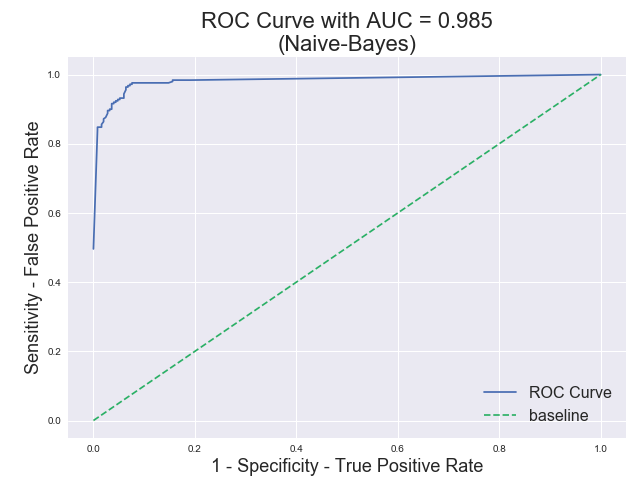 ROC Curve with AUC = 0.985
(Naive-Bayes)
Sensitivity - False Positive Rate
1.0
0.8
0.6
0.4
0.2
0.0
ROC Curve
baseline
0.0 0.2 0.4 0.6 0.8 1.0
1 - Specificity - True Positive Rate